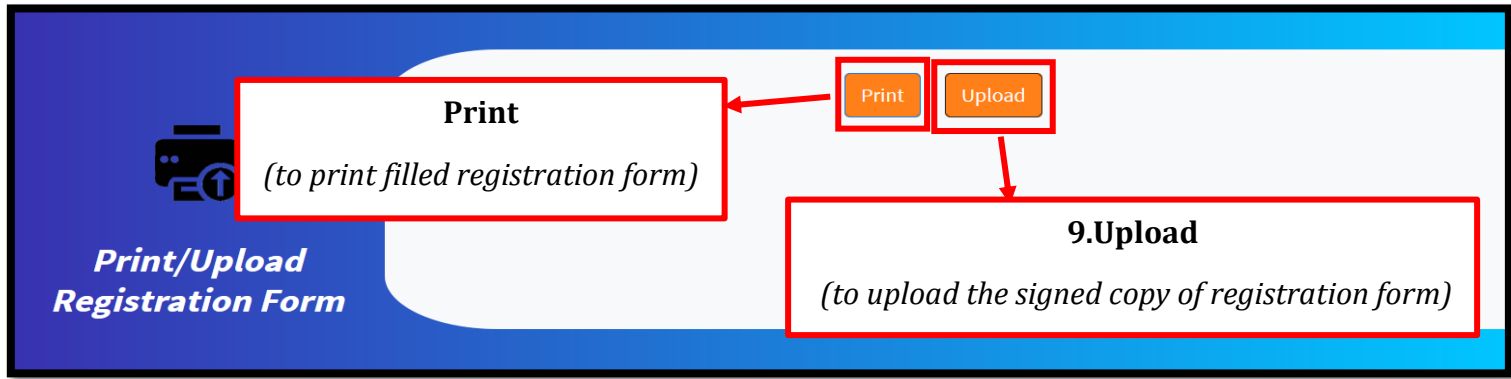 Print
Upload
Print
(to print filled registration form)
9.Upload
(to upload the signed copy of registration form)
Print/Upload
Registration Form